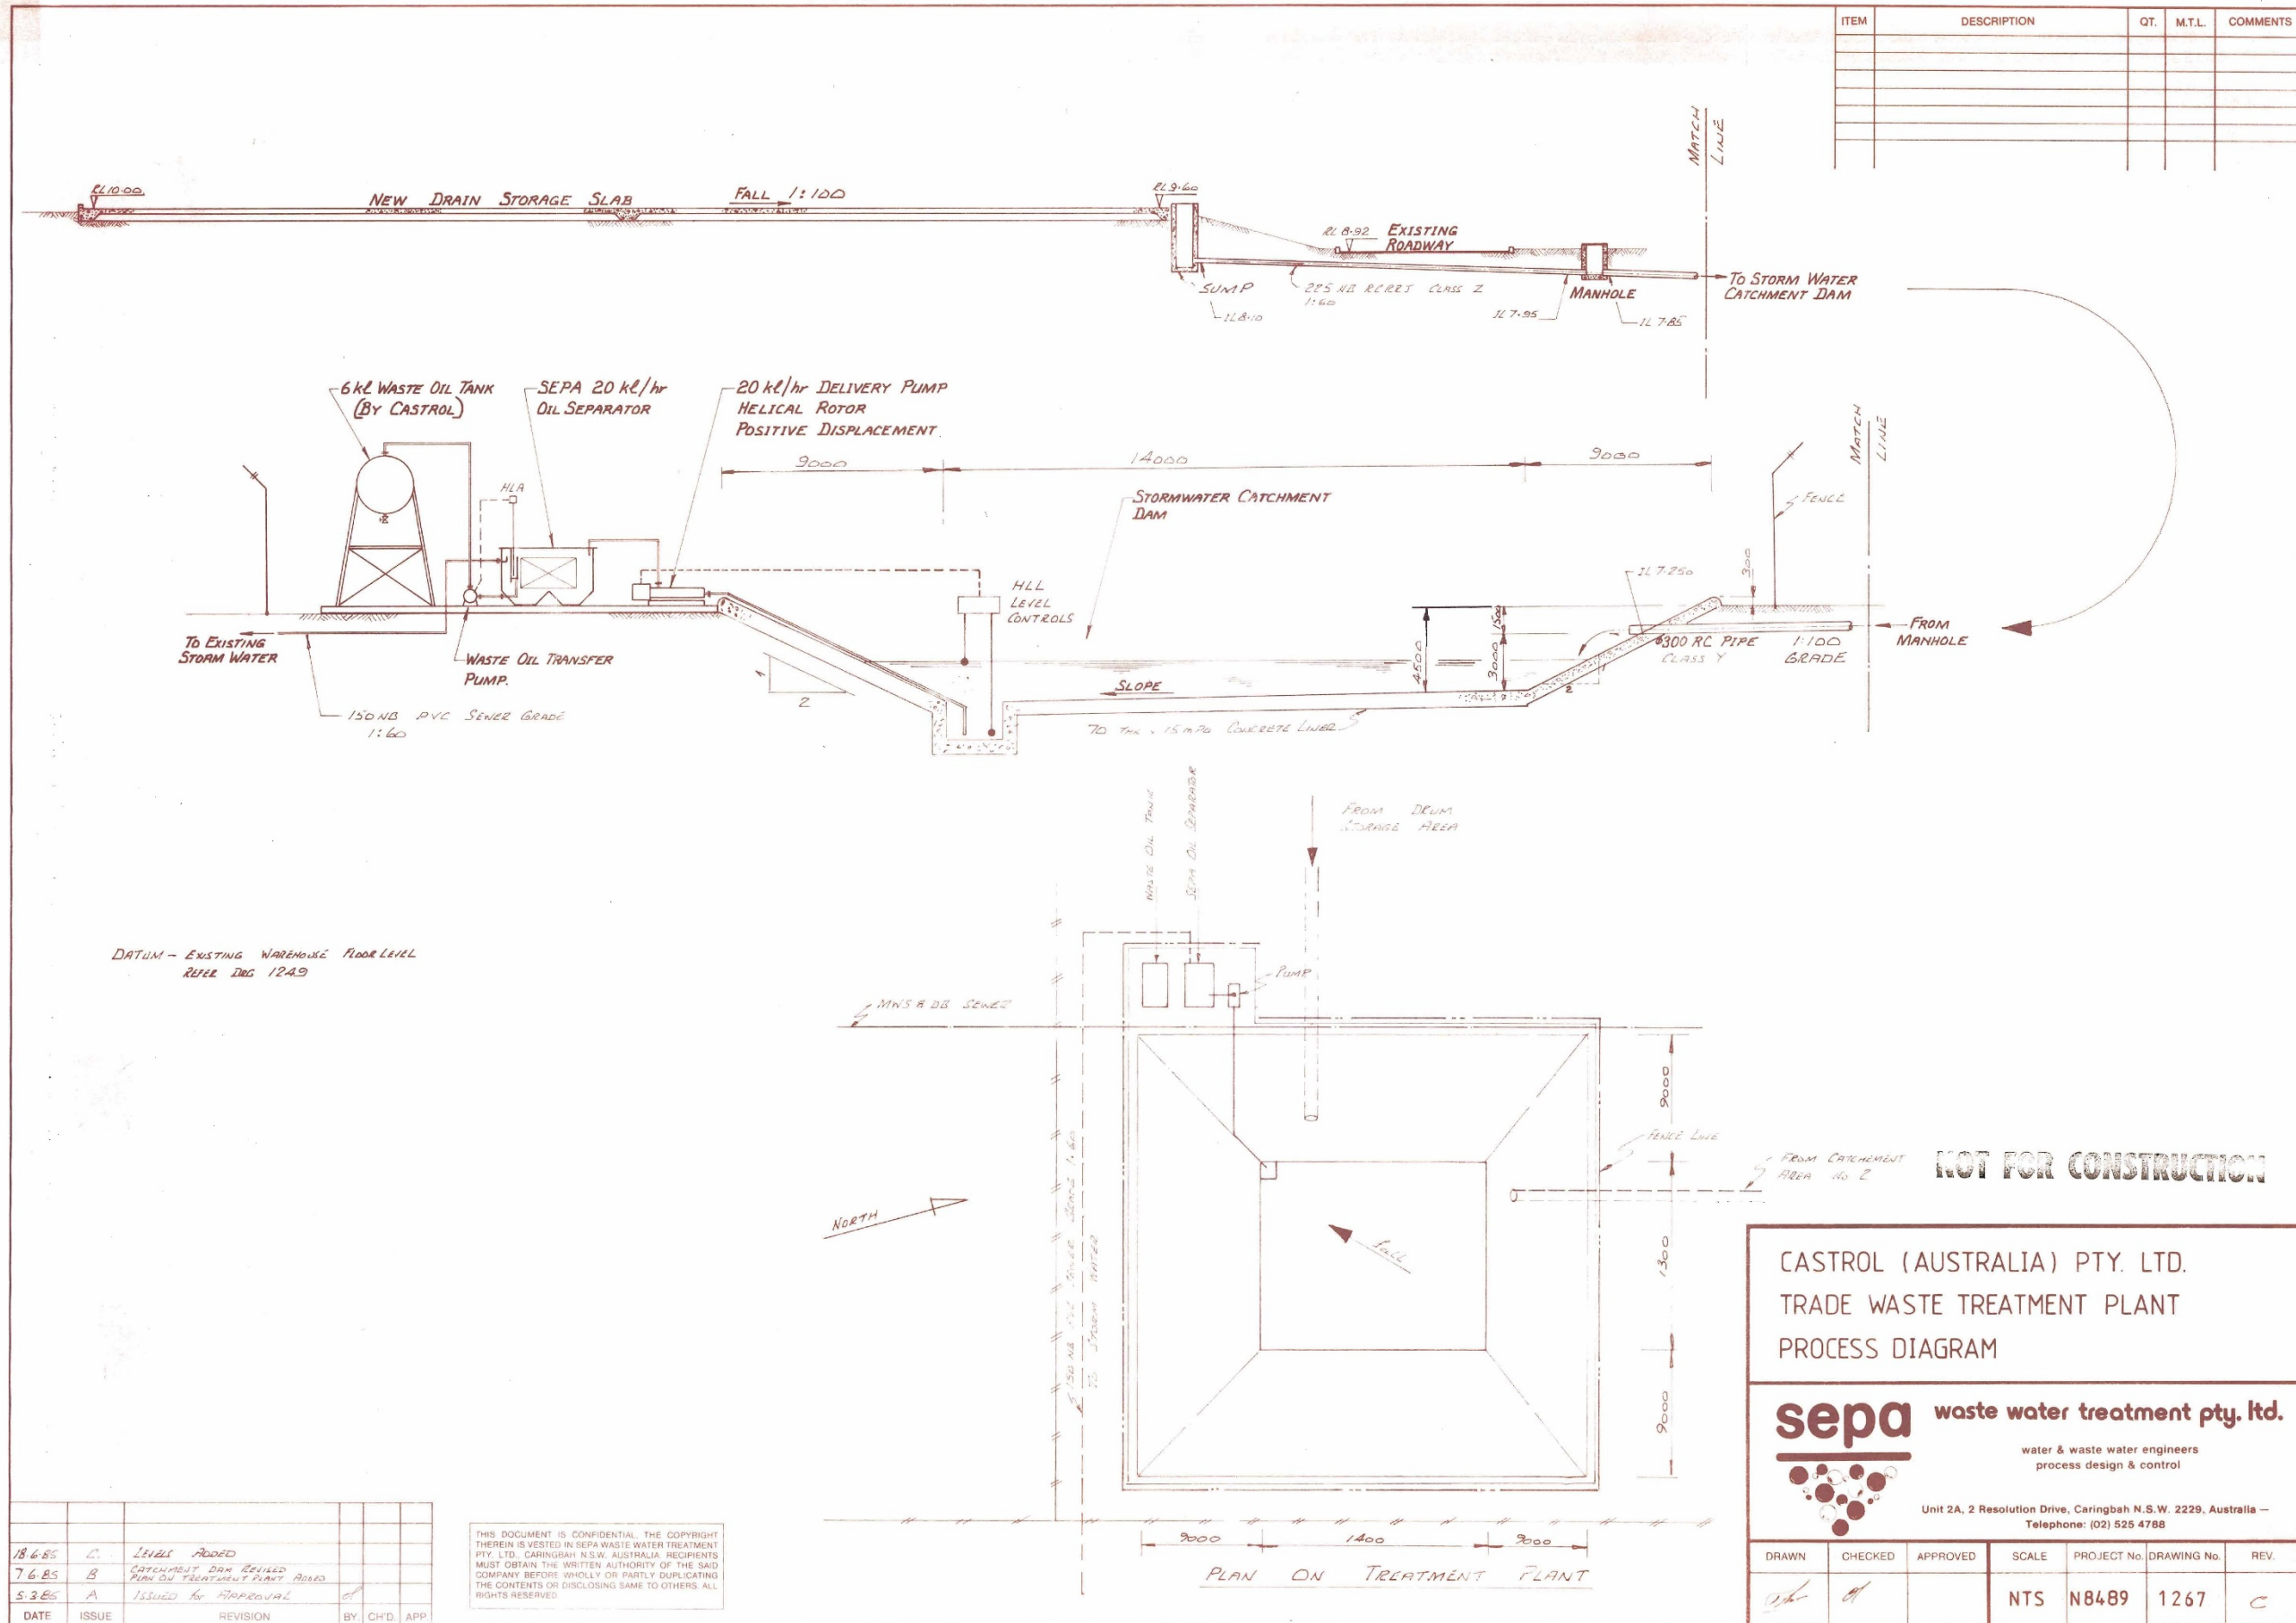 ITEM DESCRIPTION QT. M.T.L. COMMENTS
MATCH
LINE
RL 10·00
NEW DRAIN STORAGE SLAB
FALL 1:100
RL 9·60
RL 8·92 EXISTING
ROADWAY
SUMP
IL 8·10
225 NB RCRRJ CLASS Z
1:60
MANHOLE
IL 7·95
IL 7·85
TO STORM WATER
CATCHMENT DAM
6kl WASTE OIL TANK
(BY CASTROL)
SEPA 20 kl/hr
OIL SEPARATOR
20 kl/hr DELIVERY PUMP
HELICAL ROTOR
POSITIVE DISPLACEMENT.
9000
14000
9000
MATCH
LINE
HLA
STORMWATER CATCHMENT
DAM
FENCE
HLL
LEVEL
CONTROLS
IL 7·250
300
1500
4500
3000
TO EXISTING
STORM WATER
WASTE OIL TRANSFER
PUMP.
150 NB PVC SEWER GRADE
1:60
1
2
SLOPE
2
70 THK. 15 MPa CONCRETE LINER
φ300 RC PIPE 1:100
CLASS Y GRADE
FROM
MANHOLE
WASTE OIL TANK
SEPA OIL SEPARATOR
FROM DRUM
STORAGE AREA
DATUM - EXISTING WAREHOUSE FLOOR LEVEL
REFER DRG 1249
MWS & DB SEWER
PUMP
9000
FENCE LINE
FROM CATCHEMENT
AREA No 2
NOT FOR CONSTRUCTION
NORTH
150 NB PVC SEWER GRADE 1:60
TO STORM WATER
FALL
1300
9000
9000
1400
9000
PLAN ON TREATMENT PLANT
CASTROL (AUSTRALIA) PTY. LTD.
TRADE WASTE TREATMENT PLANT
PROCESS DIAGRAM
sepa waste water treatment pty. ltd.
water & waste water engineers
process design & control
Unit 2A, 2 Resolution Drive, Caringbah N.S.W. 2229, Australia —
Telephone: (02) 525 4788
DRAWN CHECKED APPROVED SCALE PROJECT No. DRAWING No. REV.
NTS N8489 1267 C
18·6·85 C. LEVELS ADDED
7·6·85 B CATCHMENT DAM REVISED
PLAN ON TREATMENT PLANT ADDED
5·3·85 A ISSUED for APPROVAL
DATE ISSUE REVISION BY. CH'D. APP.
THIS DOCUMENT IS CONFIDENTIAL. THE COPYRIGHT
THEREIN IS VESTED IN SEPA WASTE WATER TREATMENT
PTY. LTD., CARINGBAH N.S.W. AUSTRALIA. RECIPIENTS
MUST OBTAIN THE WRITTEN AUTHORITY OF THE SAID
COMPANY BEFORE WHOLLY OR PARTLY DUPLICATING
THE CONTENTS OR DISCLOSING SAME TO OTHERS. ALL
RIGHTS RESERVED